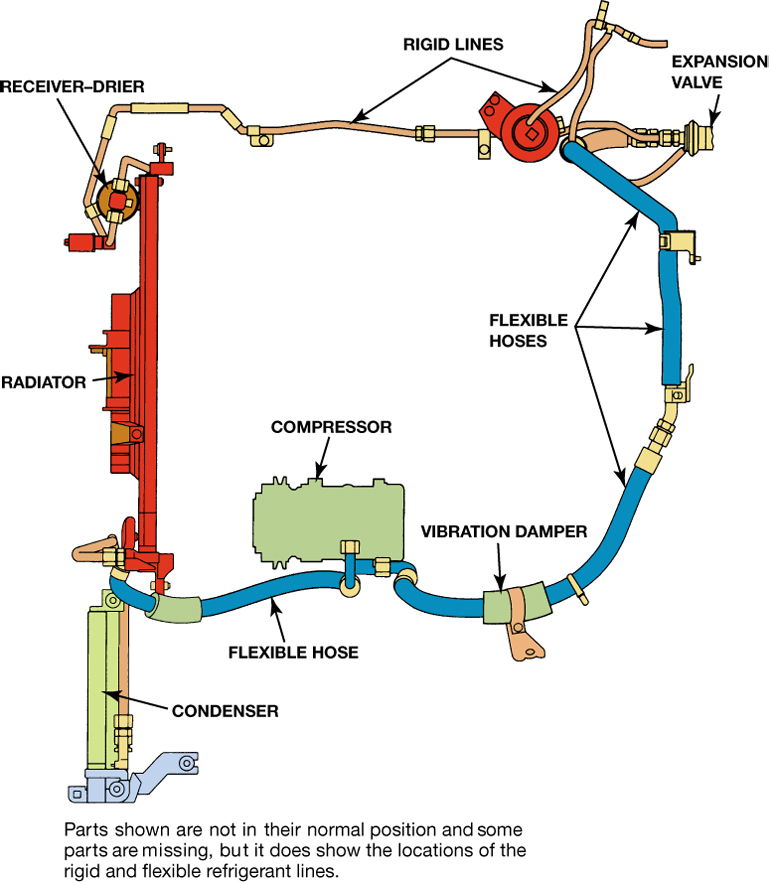 RIGID LINES
EXPANSION
VALVE
RECEIVER–DRIER
FLEXIBLE
HOSES
RADIATOR
COMPRESSOR
VIBRATION DAMPER
FLEXIBLE HOSE
CONDENSER
Parts shown are not in their normal position and some
parts are missing, but it does show the locations of the
rigid and flexible refrigerant lines.